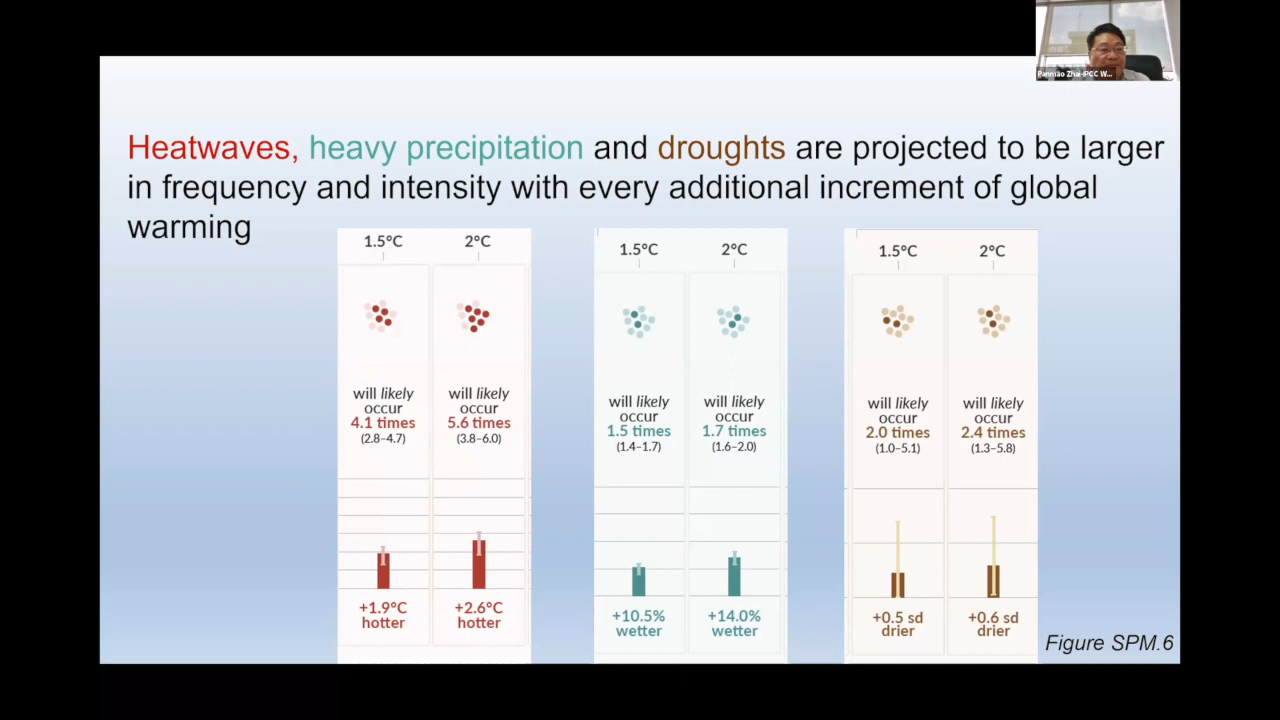 Panmao Zhai-IPCC W...
Heatwaves, heavy precipitation and droughts are projected to be larger
in frequency and intensity with every additional increment of global
warming
1.5°C
2°C
will likely
occur
4.1 times
(2.8–4.7)
will likely
occur
5.6 times
(3.8–6.0)
+1.9°C
hotter
+2.6°C
hotter
1.5°C
2°C
will likely
occur
1.5 times
(1.4–1.7)
will likely
occur
1.7 times
(1.6–2.0)
+10.5%
wetter
+14.0%
wetter
1.5°C
2°C
will likely
occur
2.0 times
(1.0–5.1)
will likely
occur
2.4 times
(1.3–5.8)
+0.5 sd
drier
+0.6 sd
drier
Figure SPM.6